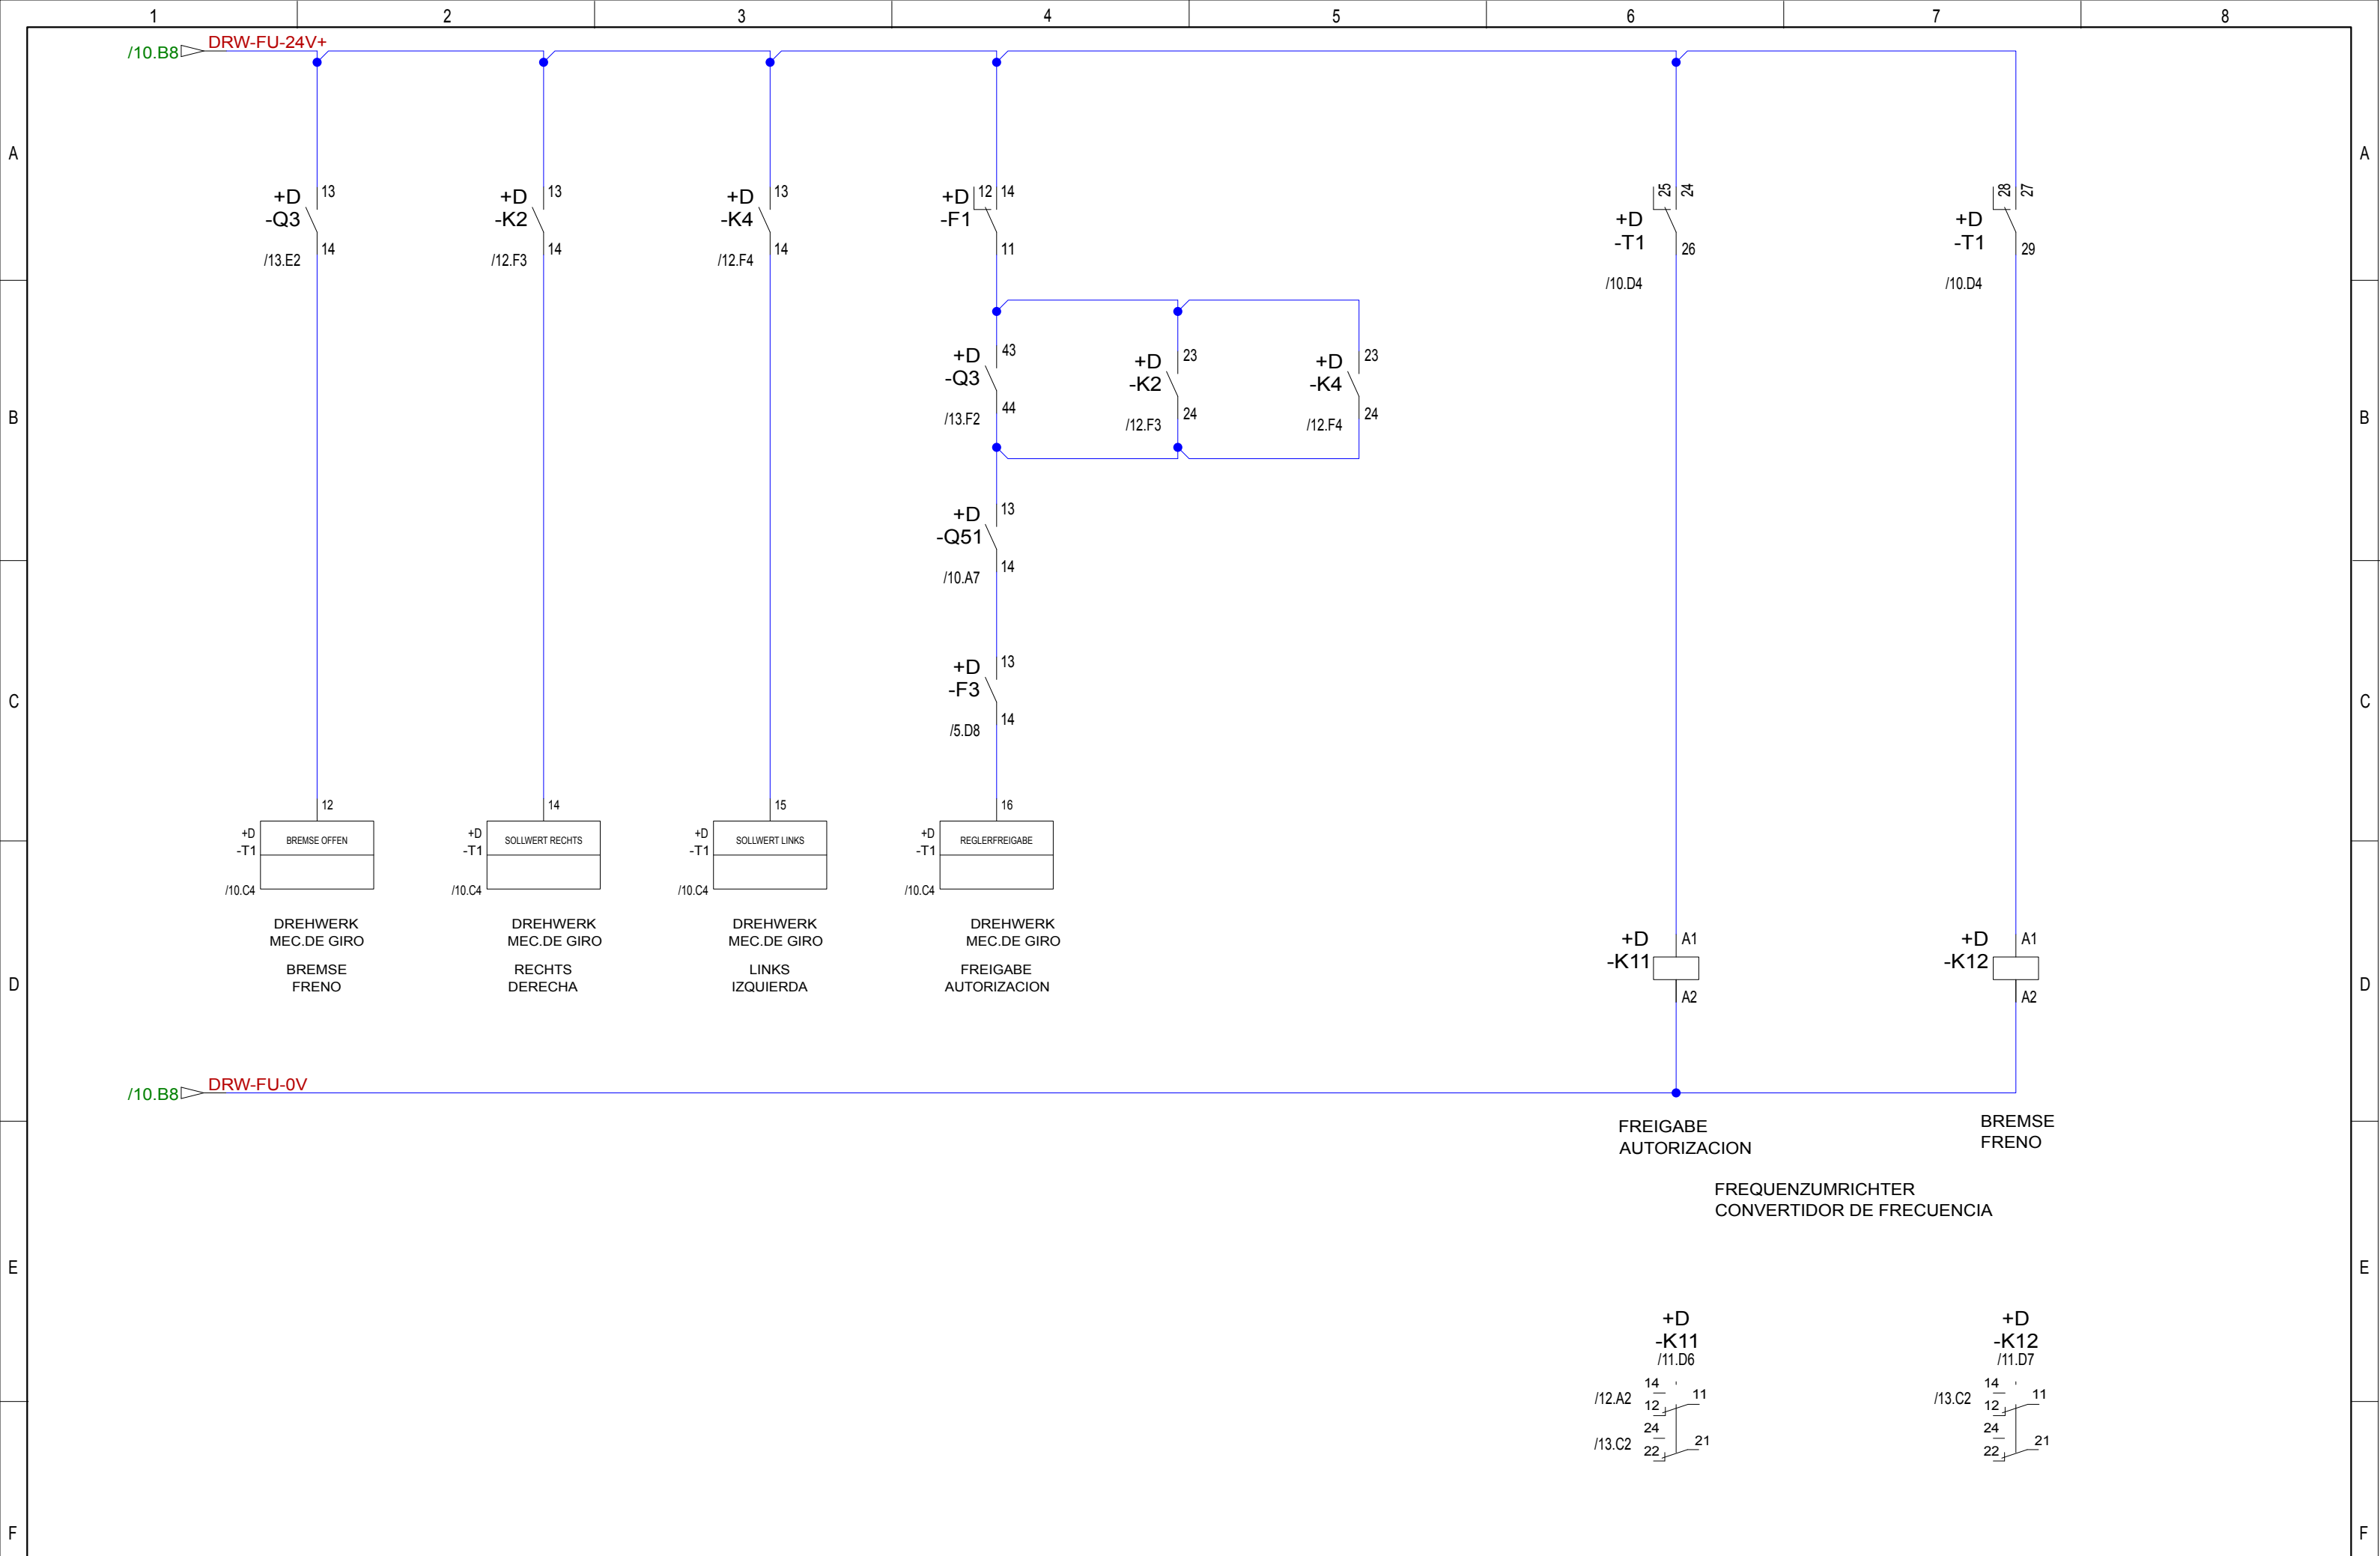 1 2 3 4 5 6 7 8
/10.B8 DRW-FU-24V+
A A
+D 13
-Q3
14
/13.E2
+D 13
-K2
14
/12.F3
+D 13
-K4
14
/12.F4
+D 12 14
-F1
11
25 24
+D
-T1 26
/10.D4
28 27
+D
-T1 29
/10.D4
B B
+D 43
-Q3
44
/13.F2
+D 23
-K2
24
/12.F3
+D 23
-K4
24
/12.F4
+D 13
-Q51
14
/10.A7
C C
+D 13
-F3
14
/5.D8
12
+D BREMSE OFFEN
-T1
/10.C4
14
+D SOLLWERT RECHTS
-T1
/10.C4
15
+D SOLLWERT LINKS
-T1
/10.C4
16
+D REGLERFREIGABE
-T1
/10.C4
DREHWERK
MEC.DE GIRO
BREMSE
FRENO
DREHWERK
MEC.DE GIRO
RECHTS
DERECHA
DREHWERK
MEC.DE GIRO
LINKS
IZQUIERDA
DREHWERK
MEC.DE GIRO
FREIGABE
AUTORIZACION
D D
+D A1
-K11
A2
+D A1
-K12
A2
/10.B8 DRW-FU-0V
FREIGABE
AUTORIZACION
BREMSE
FRENO
FREQUENZUMRICHTER
CONVERTIDOR DE FRECUENCIA
E E
+D
-K11
/11.D6
14
/12.A2 11
12
24
/13.C2 21
22
+D
-K12
/11.D7
14
/13.C2 11
12
24
21
22
F F